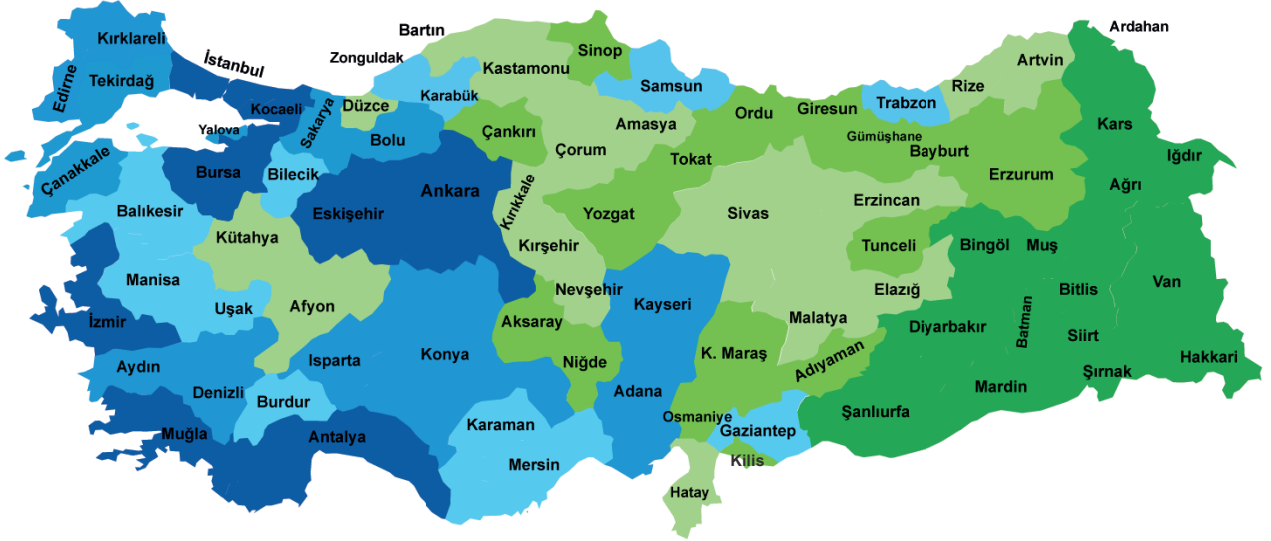 Kırklareli
Edirne
Tekirdağ
İstanbul
Kocaeli
Yalova
Sakarya
Düzce
Zonguldak
Bartın
Karabük
Kastamonu
Sinop
Samsun
Bolu
Çankırı
Çorum
Amasya
Tokat
Ordu
Giresun
Gümüşhane
Trabzon
Bayburt
Rize
Artvin
Ardahan
Kars
Iğdır
Ağrı
Erzurum
Erzincan
Çanakkale
Bursa
Bilecik
Balıkesir
Eskişehir
Ankara
Kırıkkale
Yozgat
Sivas
Tunceli
Bingöl
Muş
Kütahya
Kırşehir
Manisa
Uşak
Afyon
Nevşehir
Kayseri
Elazığ
Malatya
Bitlis
Van
İzmir
Aksaray
Diyarbakır
Batman
Siirt
Aydın
Isparta
Konya
Niğde
K. Maraş
Adıyaman
Hakkari
Şırnak
Mardin
Denizli
Burdur
Adana
Osmaniye
Şanlıurfa
Muğla
Antalya
Karaman
Mersin
Gaziantep
Kilis
Hatay